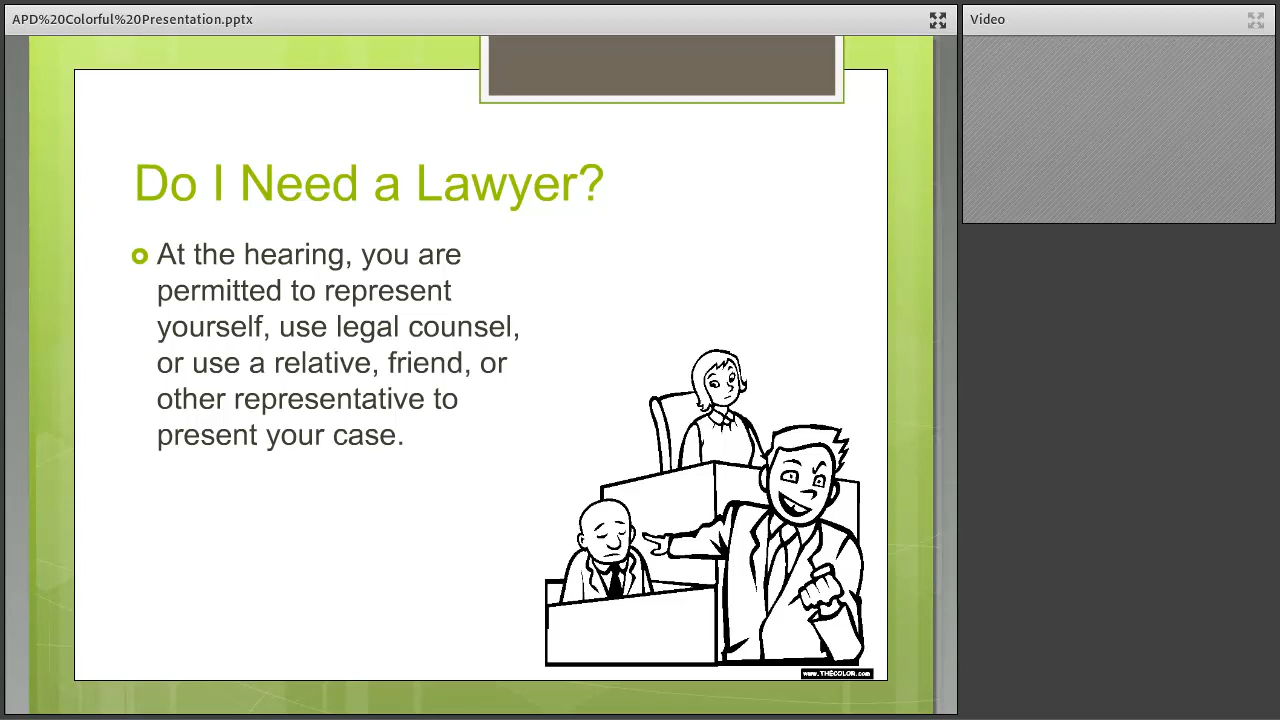 APD%20Colorful%20Presentation.pptx
Video
Do I Need a Lawyer?
At the hearing, you are
permitted to represent
yourself, use legal counsel,
or use a relative, friend, or
other representative to
present your case.
www.THECOLOR.com